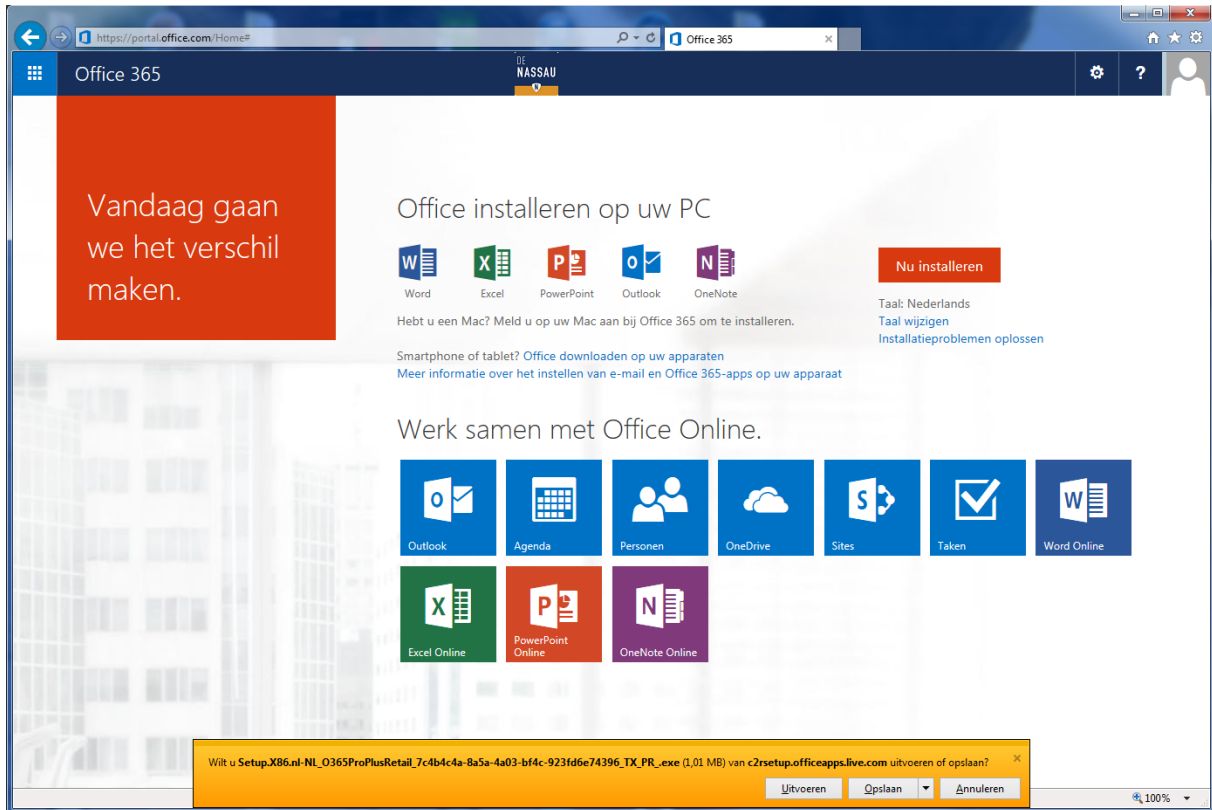 https://portal.office.com/Home#
Office 365
Office 365
DE
NASSAU
?
Vandaag gaan
we het verschil
maken.
Office installeren op uw PC
Word Excel PowerPoint Outlook OneNote
Hebt u een Mac? Meld u op uw Mac aan bij Office 365 om te installeren.
Smartphone of tablet? Office downloaden op uw apparaten
Meer informatie over het instellen van e-mail en Office 365-apps op uw apparaat
Nu installeren
Taal: Nederlands
Taal wijzigen
Installatieproblemen oplossen
Werk samen met Office Online.
Outlook Agenda Personen OneDrive Sites Taken Word Online
Excel Online PowerPoint Online OneNote Online
Wilt u Setup.X86.nl-NL_O365ProPlusRetail_7c4b4c4a-8a5a-4a03-bf4c-923fd6e74396_TX_PR_.exe (1,01 MB) van c2rsetup.officeapps.live.com uitvoeren of opslaan?
Uitvoeren Opslaan Annuleren
100%